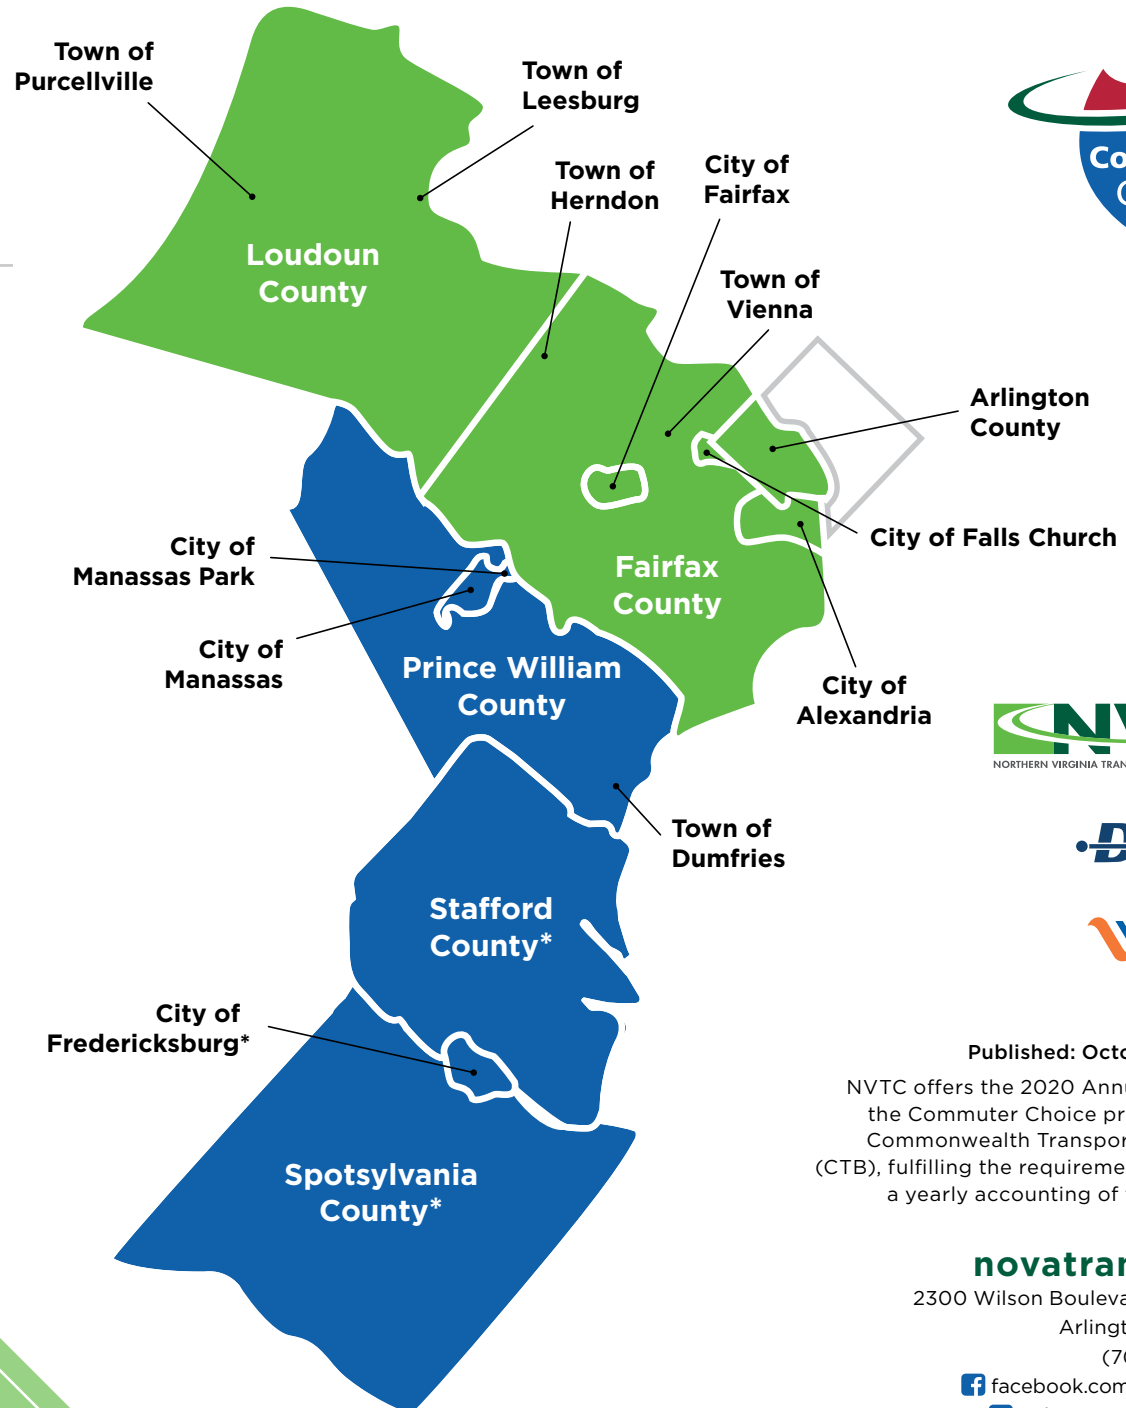 Town of
Purcellville
Town of
Leesburg
Town of
Herndon
City of
Fairfax
Town of
Vienna
Loudoun
County
Arlington
County
City of Falls Church
City of
Manassas Park
City of
Manassas
Fairfax
County
Prince William
County
City of
Alexandria
NORTHERN VIRGINIA TRAN
Town of
Dumfries
Stafford
County*
City of
Fredericksburg*
Spotsylvania
County*
Co
NV
Published: Octo
NVTC offers the 2020 Annu
the Commuter Choice pr
Commonwealth Transpor
(CTB), fulfilling the requireme
a yearly accounting of
novatran
2300 Wilson Bouleva
Arlingt
(70
facebook.com